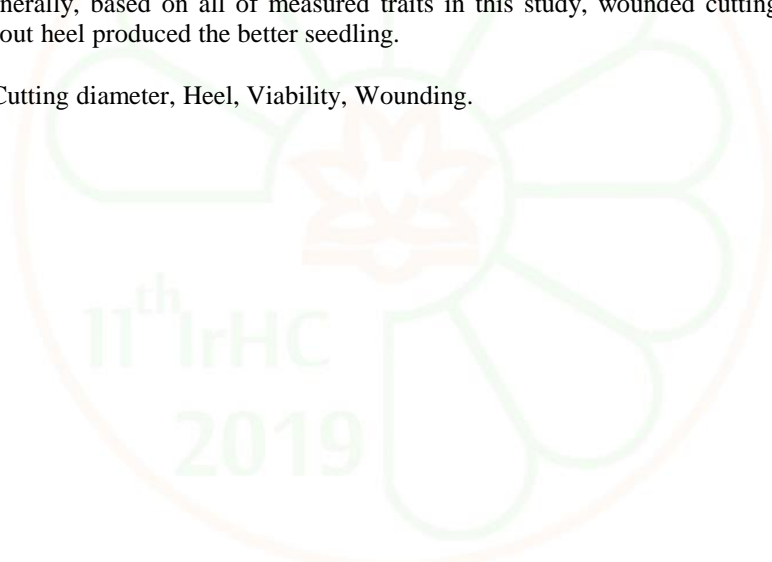 nerally, based on all of measured traits in this study, wounded cutting
out heel produced the better seedling.
Cutting diameter, Heel, Viability, Wounding.
11th IrHC
2019